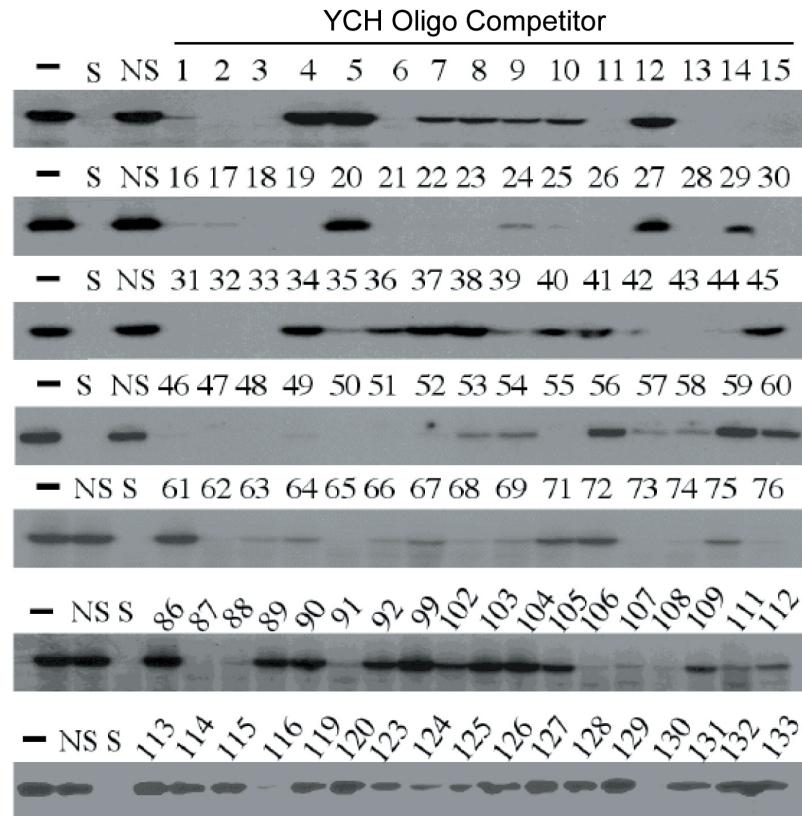 YCH Oligo Competitor
– S NS 1 2 3 4 5 6 7 8 9 10 11 12 13 14 15
– S NS 16 17 18 19 20 21 22 23 24 25 26 27 28 29 30
– S NS 31 32 33 34 35 36 37 38 39 40 41 42 43 44 45
– S NS 46 47 48 49 50 51 52 53 54 55 56 57 58 59 60
– NS S 61 62 63 64 65 66 67 68 69 71 72 73 74 75 76
– NS S 86 87 88 89 90 91 92 99 102 103 104 105 106 107 108 109 111 112
– NS S 113 114 115 116 119 120 123 124 125 126 127 128 129 130 131 132 133